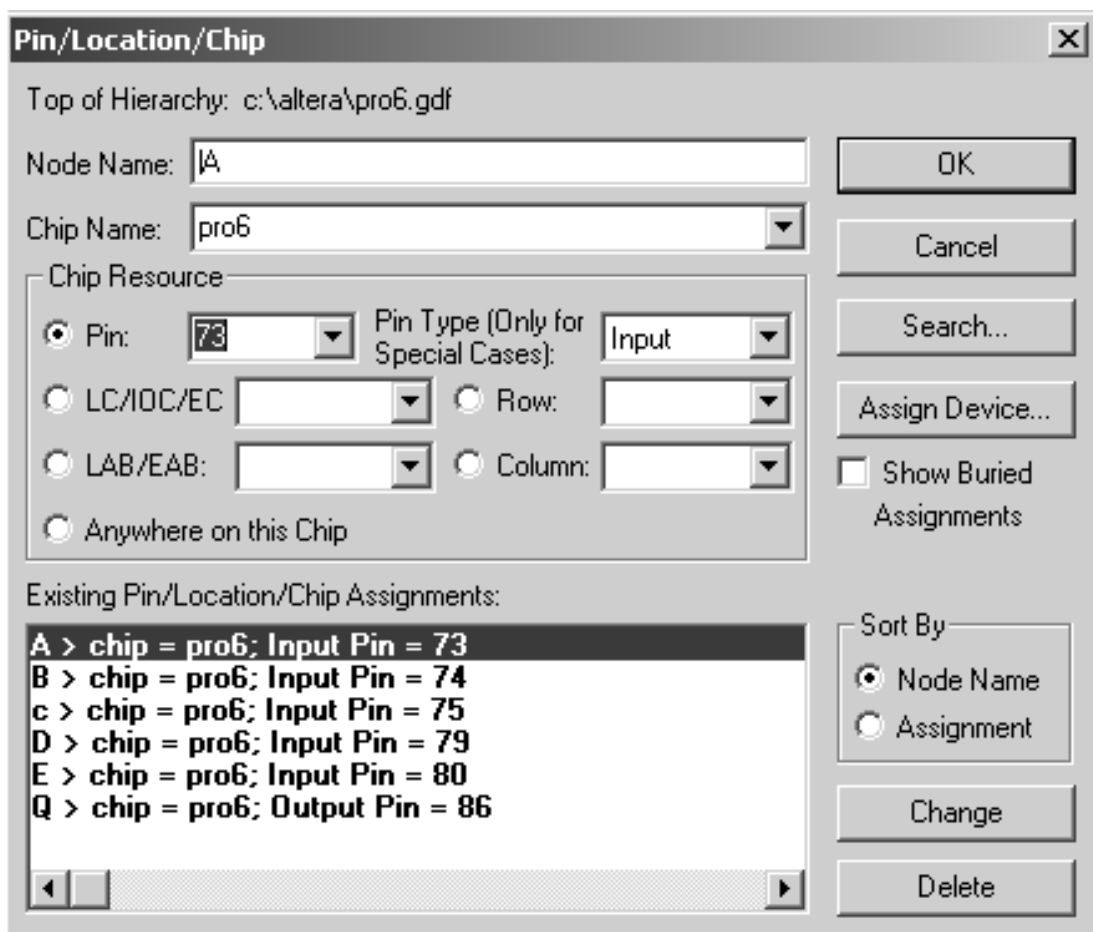 Pin/Location/Chip
Top of Hierarchy: c:\altera\pro6.gdf
Node Name: A
OK
Chip Name: pro6
Cancel
Chip Resource
Pin: 73
Pin Type (Only for
Special Cases):
Input
Search...
LC/IOC/EC
Row:
Assign Device...
LAB/EAB:
Column:
Show Buried
Assignments
Anywhere on this Chip
Existing Pin/Location/Chip Assignments:
A > chip = pro6; Input Pin = 73
B > chip = pro6; Input Pin = 74
c > chip = pro6; Input Pin = 75
D > chip = pro6; Input Pin = 79
E > chip = pro6; Input Pin = 80
Q > chip = pro6; Output Pin = 86
Sort By
Node Name
Assignment
Change
Delete